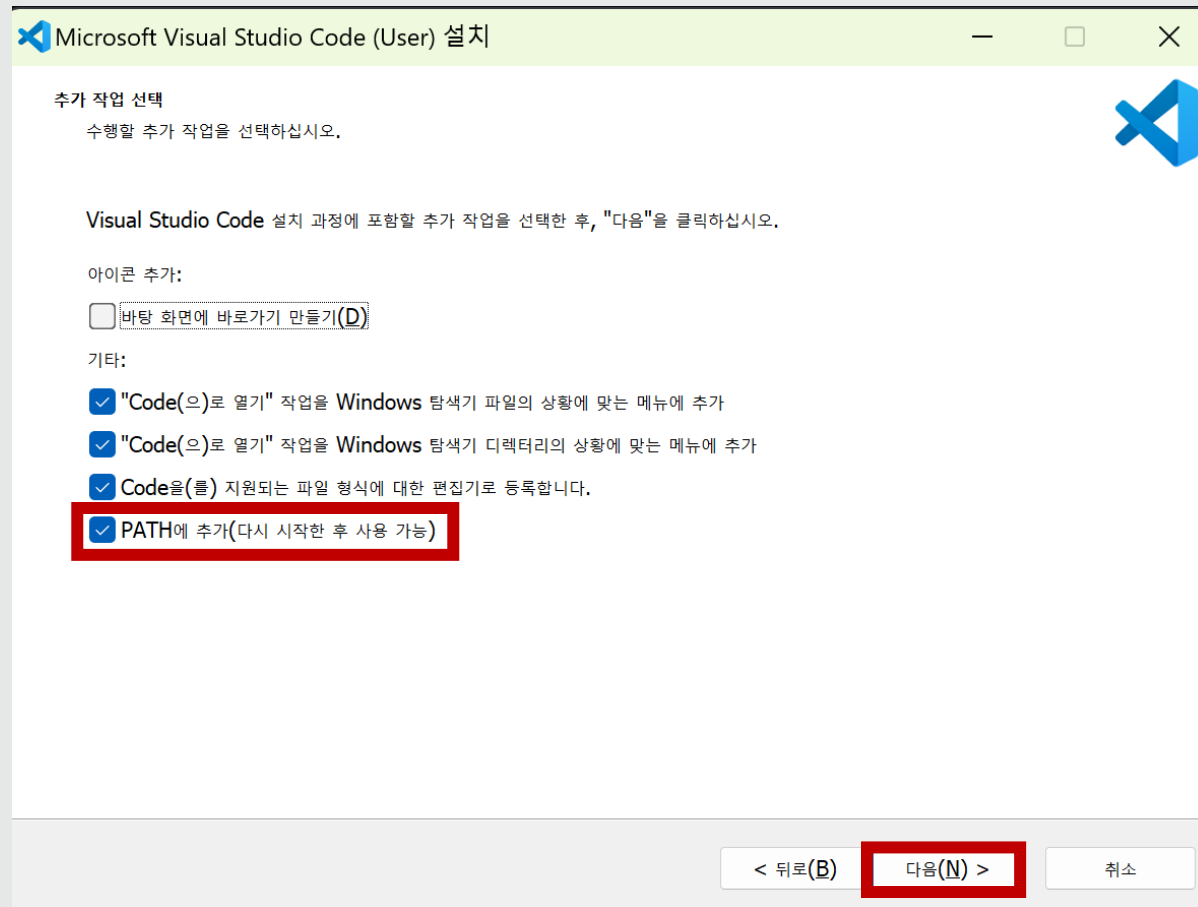 Microsoft Visual Studio Code (User) 설치
추가 작업 선택
수행할 추가 작업을 선택하십시오.
Visual Studio Code 설치 과정에 포함할 추가 작업을 선택한 후, "다음"을 클릭하십시오.
아이콘 추가:
바탕 화면에 바로가기 만들기(D)
기타:
"Code(으)로 열기" 작업을 Windows 탐색기 파일의 상황에 맞는 메뉴에 추가
"Code(으)로 열기" 작업을 Windows 탐색기 디렉터리의 상황에 맞는 메뉴에 추가
Code을(를) 지원되는 파일 형식에 대한 편집기로 등록합니다.
PATH에 추가(다시 시작한 후 사용 가능)
< 뒤로(B) 다음(N) > 취소